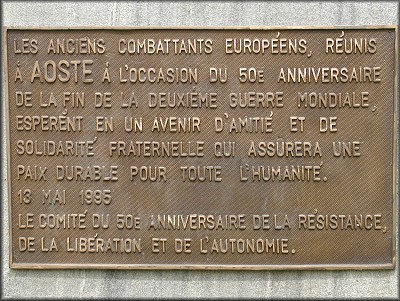 LES ANCIENS COMBATTANTS EUROPÉENS, RÉUNIS
À AOSTE À L'OCCASION DU 50E ANNIVERSAIRE
DE LA FIN DE LA DEUXIÉME GUERRE MONDIALE,
ESPERÉNT EN UN AVENIR D'AMITIÉ ET DE
SOLIDARITÉ FRATERNELLE QUI ASSURERA UNE
PAIX DURABLE POUR TOUTE L'HUMANITÉ.
13 MAI 1995
LE COMITÉ DU 50E ANNIVERSAIRE DE LA RÉSISTANCE,
DE LA LIBÉRATION ET DE L'AUTONOMIE.